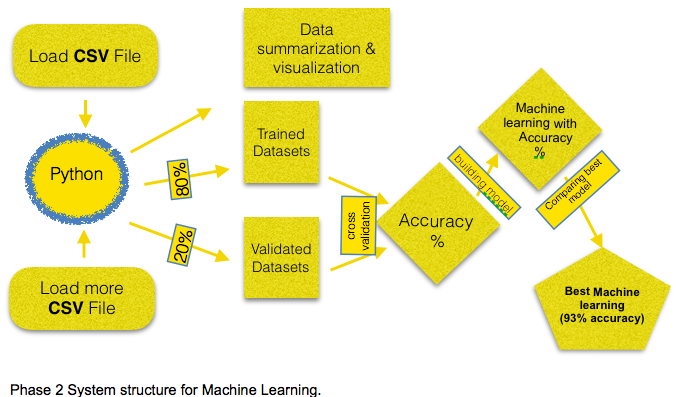 Load CSV File
Data
summarization &
visualization
Python
80%
Trained
Datasets
20%
Validated
Datasets
Load more
CSV File
cross
validation
Accuracy
%
building model
Machine
learning with
Accuracy
%
Comparing best
model
Best Machine
learning
(93% accuracy)
Phase 2 System structure for Machine Learning.